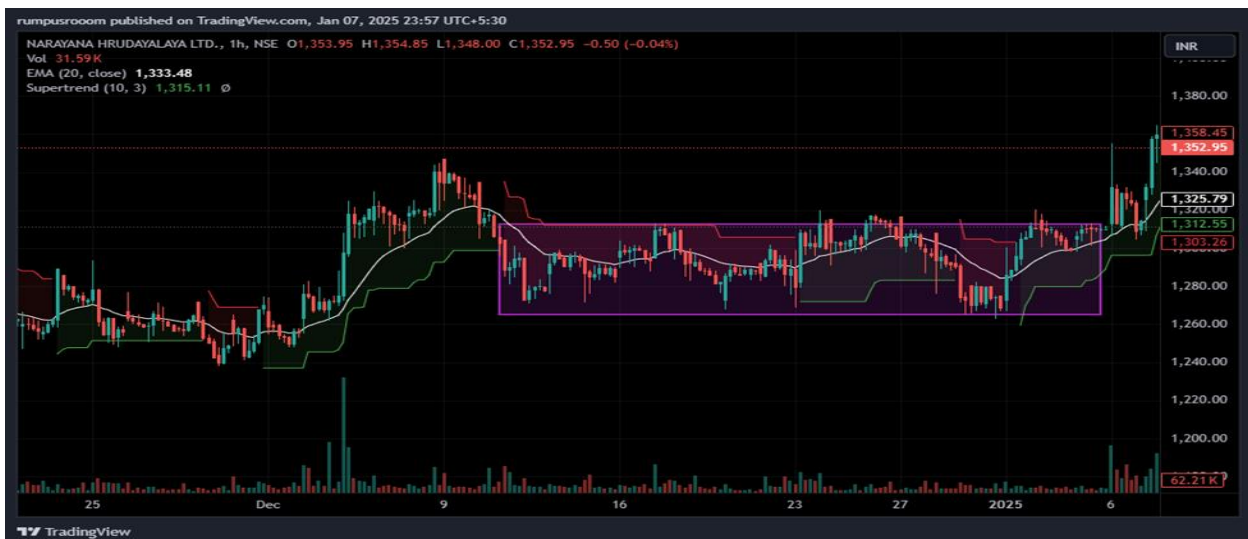 rumpusrooom published on TradingView.com, Jan 07, 2025 23:57 UTC+5:30
NARAYANA HRUDAYALAYA LTD., 1h, NSE O1,353.95 H1,354.85 L1,348.00 C1,352.95 −0.50 (−0.04%)
INR
Vol 31.59K
EMA (20, close) 1,333.48
Supertrend (10, 3) 1,315.11 Ø
1,380.00
1,358.45
1,352.95
1,340.00
1,325.79
1,320.00
1,312.55
1,303.26
1,280.00
1,260.00
1,240.00
1,220.00
1,200.00
62.21K
25 Dec 9 16 23 27 2025 6
TradingView